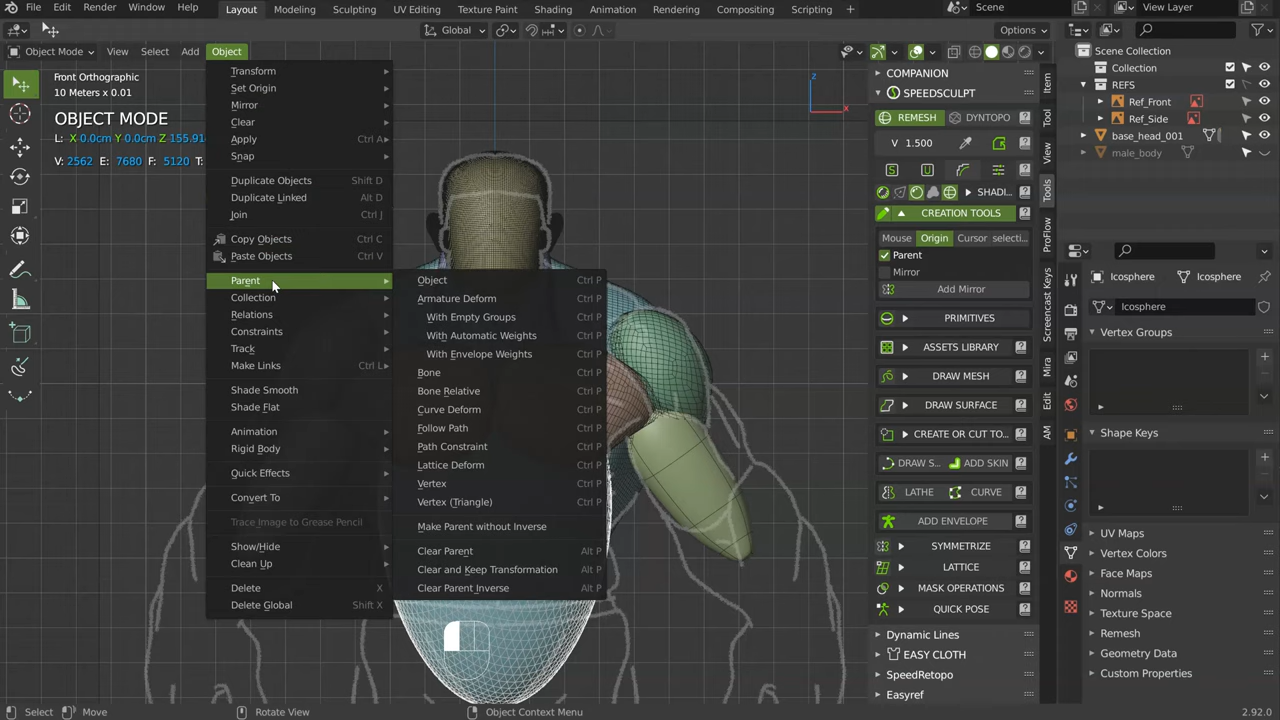 File Edit Render Window Help Layout Modeling Sculpting UV Editing Texture Paint Shading Animation Rendering Compositing Scripting + Scene View Layer
Global Options
Object Mode View Select Add Object
Front Orthographic
10 Meters x 0.01
OBJECT MODE
L: X 0.0cm Y 0.0cm Z 155.91
V: 2562 E: 7680 F: 5120 T:
Transform
Set Origin
Mirror
Clear
Apply Ctrl A
Snap
Duplicate Objects Shift D
Duplicate Linked Alt D
Join Ctrl J
Copy Objects Ctrl C
Paste Objects Ctrl V
Parent
Collection
Relations
Constraints
Track
Make Links Ctrl L
Shade Smooth
Shade Flat
Animation
Rigid Body
Quick Effects
Convert To
Trace Image to Grease Pencil
Show/Hide
Clean Up
Delete X
Delete Global Shift X
Object Ctrl P
Armature Deform Ctrl P
With Empty Groups Ctrl P
With Automatic Weights Ctrl P
With Envelope Weights Ctrl P
Bone Ctrl P
Bone Relative Ctrl P
Curve Deform Ctrl P
Follow Path Ctrl P
Path Constraint Ctrl P
Lattice Deform Ctrl P
Vertex Ctrl P
Vertex (Triangle) Ctrl P
Make Parent without Inverse
Clear Parent Alt P
Clear and Keep Transformation Alt P
Clear Parent Inverse Alt P
z
x
COMPANION
SPEEDSCULPT
REMESH DYNTOPO
V 1.500
S U
SHADI...
CREATION TOOLS
Mouse Origin Cursor selecti...
Parent
Mirror
Add Mirror
PRIMITIVES
ASSETS LIBRARY
DRAW MESH
DRAW SURFACE
CREATE OR CUT TO...
DRAW S... ADD SKIN
LATHE CURVE
ADD ENVELOPE
SYMMETRIZE
LATTICE
MASK OPERATIONS
QUICK POSE
Dynamic Lines
EASY CLOTH
SpeedRetopo
Easyref
Item
Tool
View
Tools
ProFlow
Screencast Keys
Mira
Edit
AM
Scene Collection
Collection
REFS
Ref_Front
Ref_Side
base_head_001
male_body
Icosphere Icosphere
Icosphere
Vertex Groups
Shape Keys
UV Maps
Vertex Colors
Face Maps
Normals
Texture Space
Remesh
Geometry Data
Custom Properties
Select Move Rotate View Object Context Menu 2.92.0